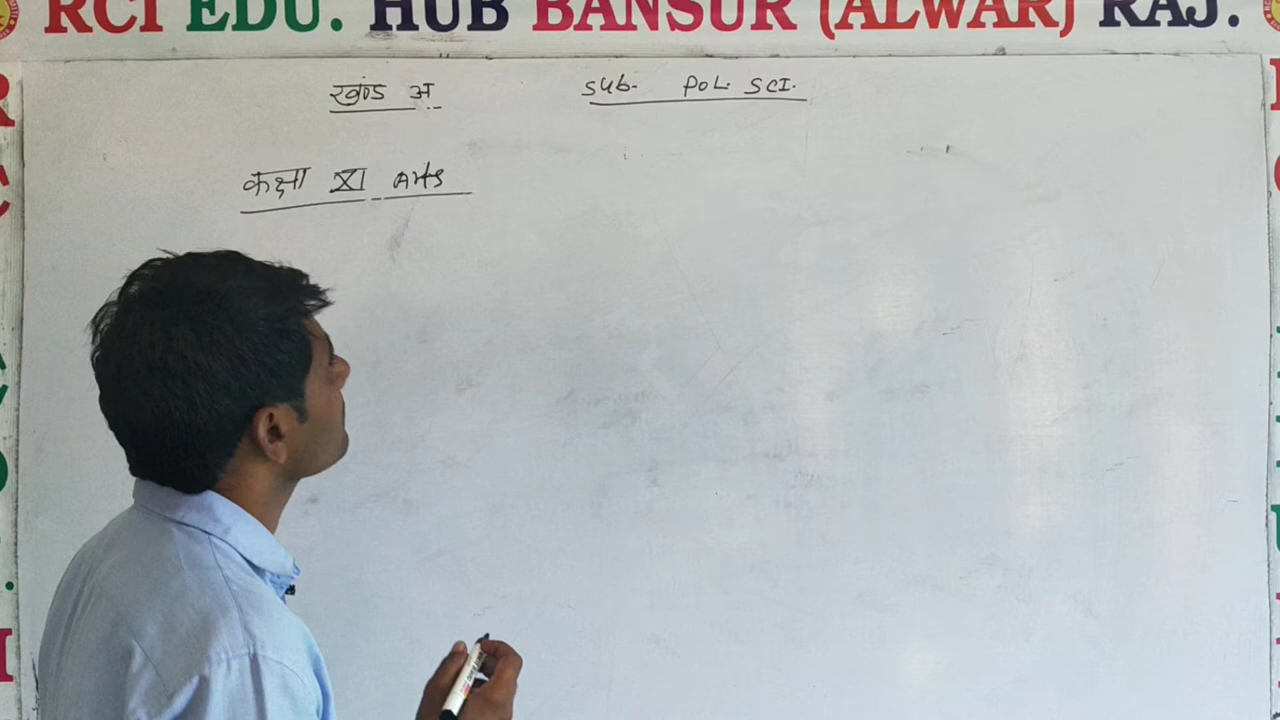 RCI EDU. HUB BANSUR (ALWAR) RAJ.
खण्ड अ Sub. POL. SCI.
कक्षा XI Arts